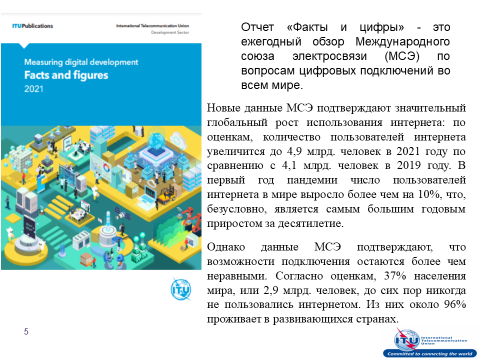 ITUPublications
International Telecommunication Union
Development Sector
Measuring digital development
Facts and figures
2021
Отчет «Факты и цифры» - это
ежегодный обзор Международного
союза электросвязи (МСЭ) по
вопросам цифровых подключений во
всем мире.
Новые данные МСЭ подтверждают значительный
глобальный рост использования интернета: по
оценкам, количество пользователей интернета
увеличится до 4,9 млрд. человек в 2021 году по
сравнению с 4,1 млрд. человек в 2019 году. В
первый год пандемии число пользователей
интернета в мире выросло более чем на 10%, что,
безусловно, является самым большим годовым
приростом за десятилетие.
Однако данные МСЭ подтверждают, что
возможности подключения остаются более чем
неравными. Согласно оценкам, 37% населения
мира, или 2,9 млрд. человек, до сих пор никогда
не пользовались интернетом. Из них около 96%
проживает в развивающихся странах.
ITU
5
International
Telecommunication
Union
Committed to connecting the world